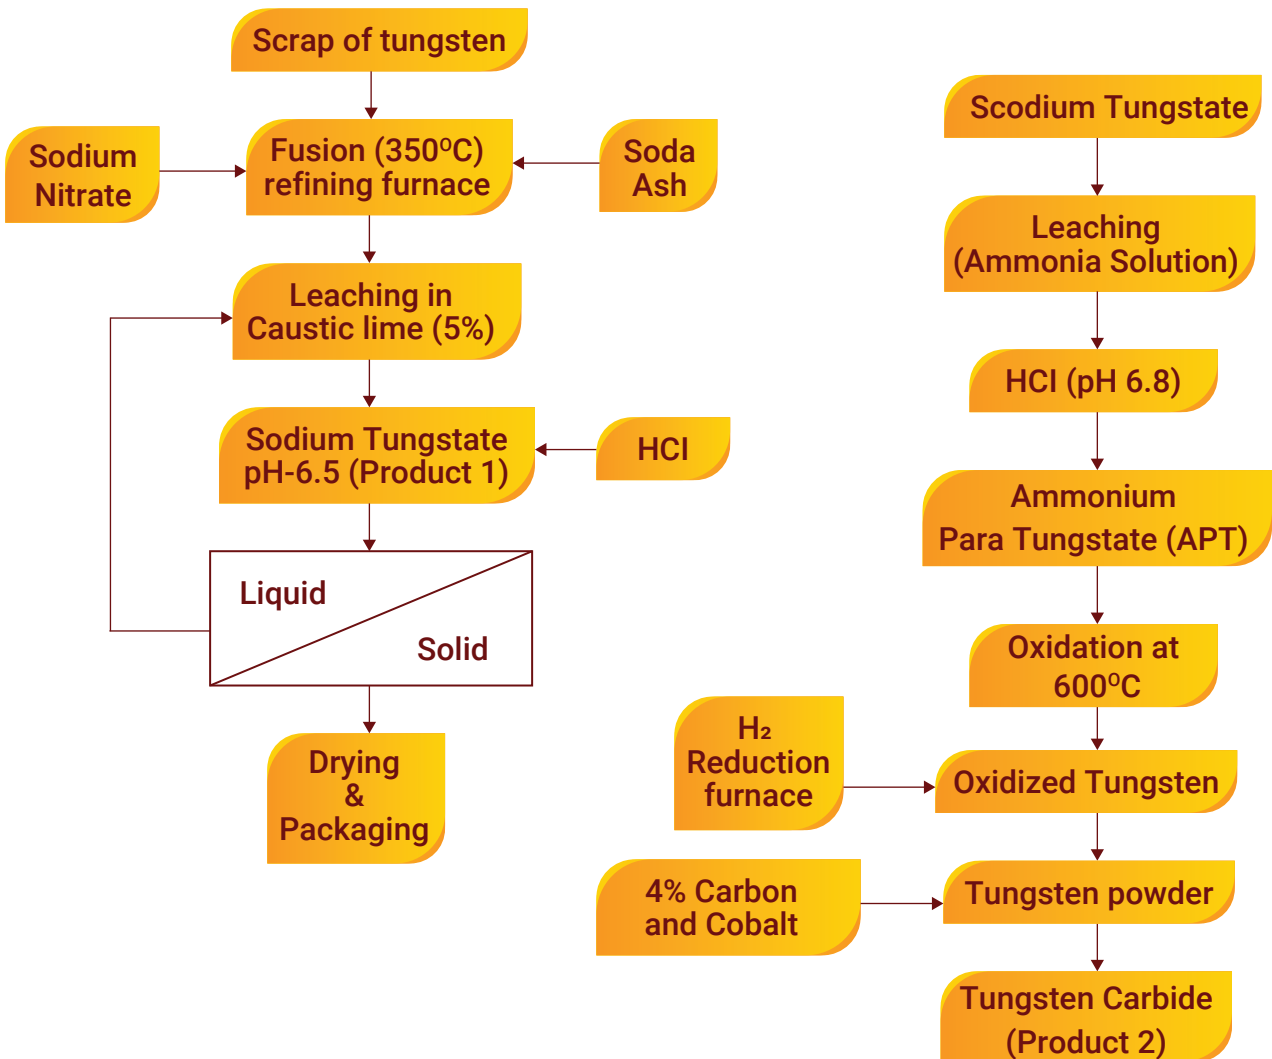 Scrap of tungsten
Sodium
Nitrate
Fusion (350⁰C)
refining furnace
Soda
Ash
Leaching in
Caustic lime (5%)
Sodium Tungstate
pH-6.5 (Product 1)
HCl
Liquid
Solid
Drying
&
Packaging
Scodium Tungstate
Leaching
(Ammonia Solution)
HCl (pH 6.8)
Ammonium
Para Tungstate (APT)
Oxidation at
600⁰C
H₂
Reduction
furnace
Oxidized Tungsten
4% Carbon
and Cobalt
Tungsten powder
Tungsten Carbide
(Product 2)